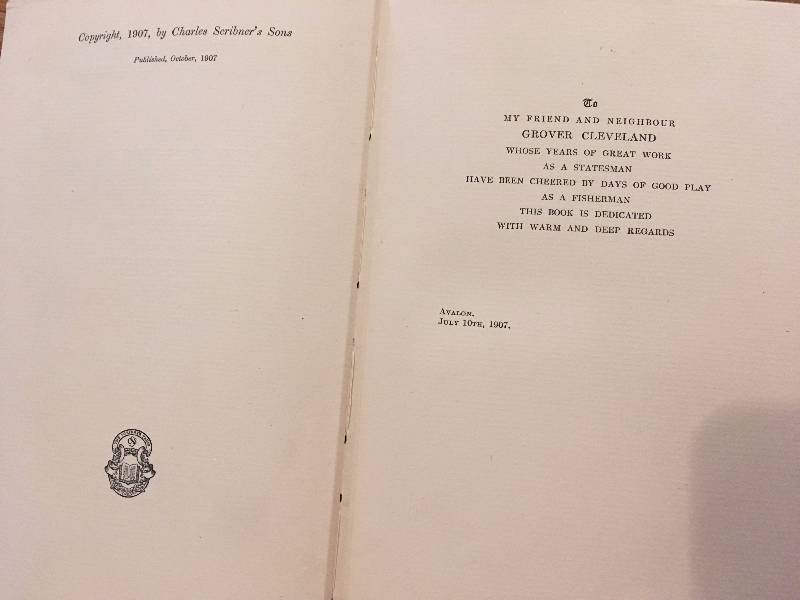 Copyright, 1907, by Charles Scribner's Sons
Published, October, 1907
To
MY FRIEND AND NEIGHBOUR
GROVER CLEVELAND
WHOSE YEARS OF GREAT WORK
AS A STATESMAN
HAVE BEEN CHEERED BY DAYS OF GOOD PLAY
AS A FISHERMAN
THIS BOOK IS DEDICATED
WITH WARM AND DEEP REGARDS
AVALON,
JULY 10TH, 1907.